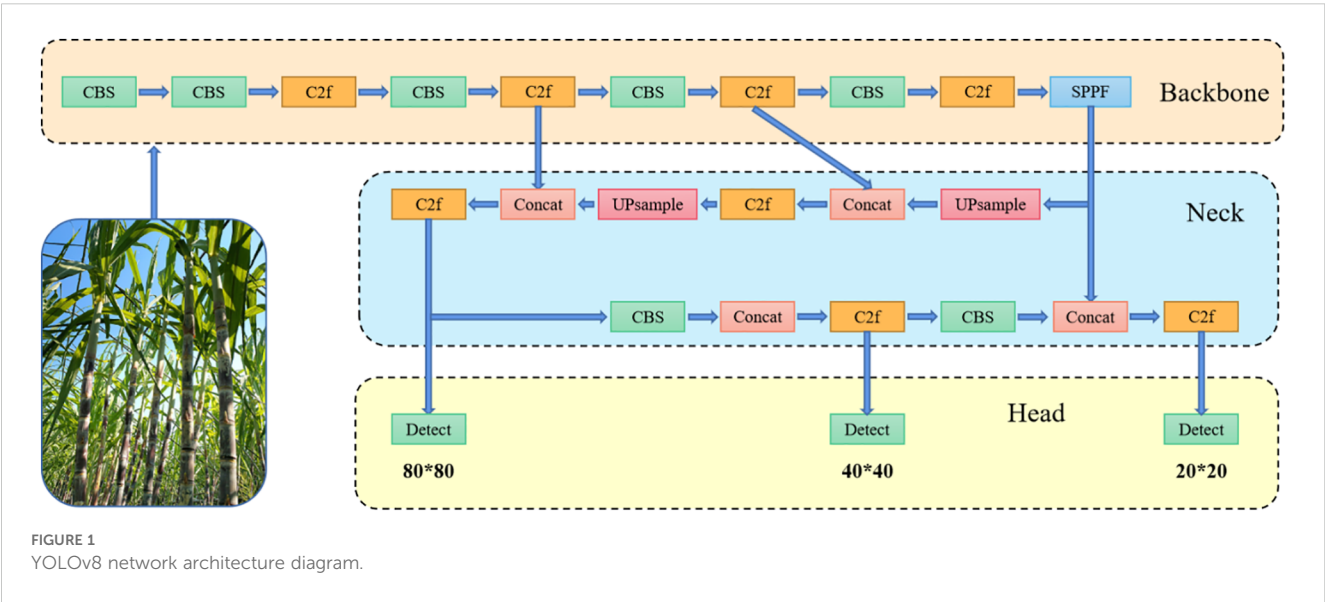 CBS CBS C2f CBS C2f CBS C2f CBS C2f SPPF Backbone
C2f Concat UPsample C2f Concat UPsample Neck
CBS Concat C2f CBS Concat C2f
Head
Detect Detect Detect
80*80 40*40 20*20
FIGURE 1
YOLOv8 network architecture diagram.